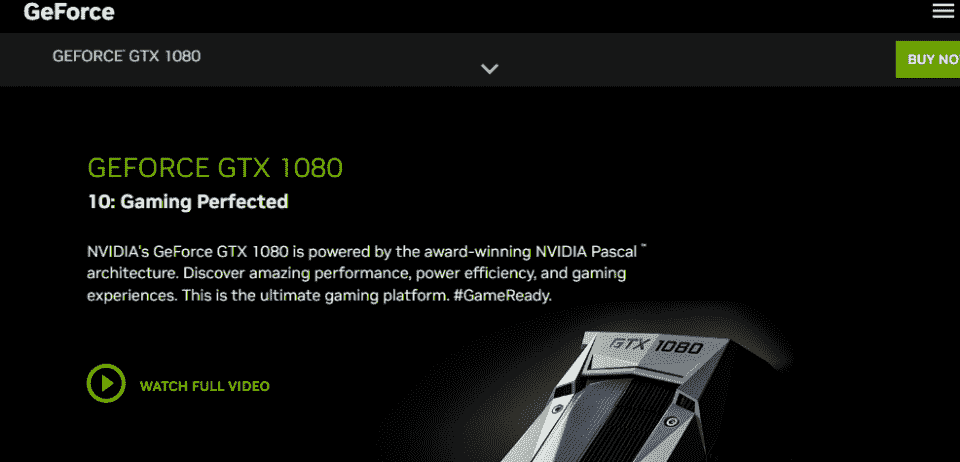 GeForce
GEFORCE® GTX 1080
BUY NO
GEFORCE GTX 1080
10: Gaming Perfected
NVIDIA's GeForce GTX 1080 is powered by the award-winning NVIDIA Pascal™
architecture. Discover amazing performance, power efficiency, and gaming
experiences. This is the ultimate gaming platform. #GameReady.
GTX 1080
WATCH FULL VIDEO